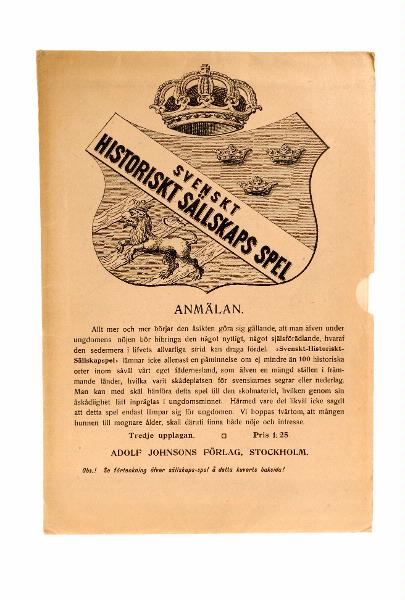 SVENSKT
HISTORISKT SÄLLSKAPS SPEL
ANMÄLAN.
Allt mer och mer börjar den åsikten göra sig gällande, att man även under
ungdomens nöjen bör bibringa den något nyttigt, något själsförädlande, hvaraf
den sedermera i lifvets allvarliga strid kan draga fördel. »Svenskt-Historiskt-
Sällskapspel» lämnar icke allenast en påminnelse om ej mindre än 100 historiska
orter inom såväl vårt eget fädernesland, som äfven en mängd ställen i främ-
mande länder, hvilka varit skådeplatsen för svenskarnes segrar eller nederlag.
Man kan med skäl hänföra detta spel till den skolmateriel, hvilken genom sin
åskådlighet lätt inpräglas i ungdomsminnet. Härmed vare det likväl icke sagdt
att detta spel endast lämpar sig för ungdomen. Vi hoppas tvärtom, att mången
hunnen till mognare ålder, skall däruti finna både nöje och intresse.
Tredje upplagan. Pris 1: 25
ADOLF JOHNSONS FÖRLAG, STOCKHOLM.
Obs.! Se förteckning öfver sällskaps-spel å detta kuverts baksida!